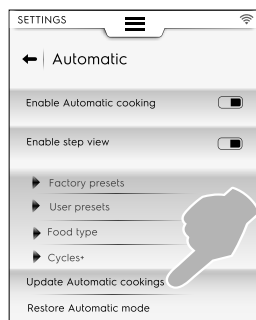 SETTINGS
Automatic
Enable Automatic cooking
Enable step view
Factory presets
User presets
Food type
Cycles+
Update Automatic cookings
Restore Automatic mode